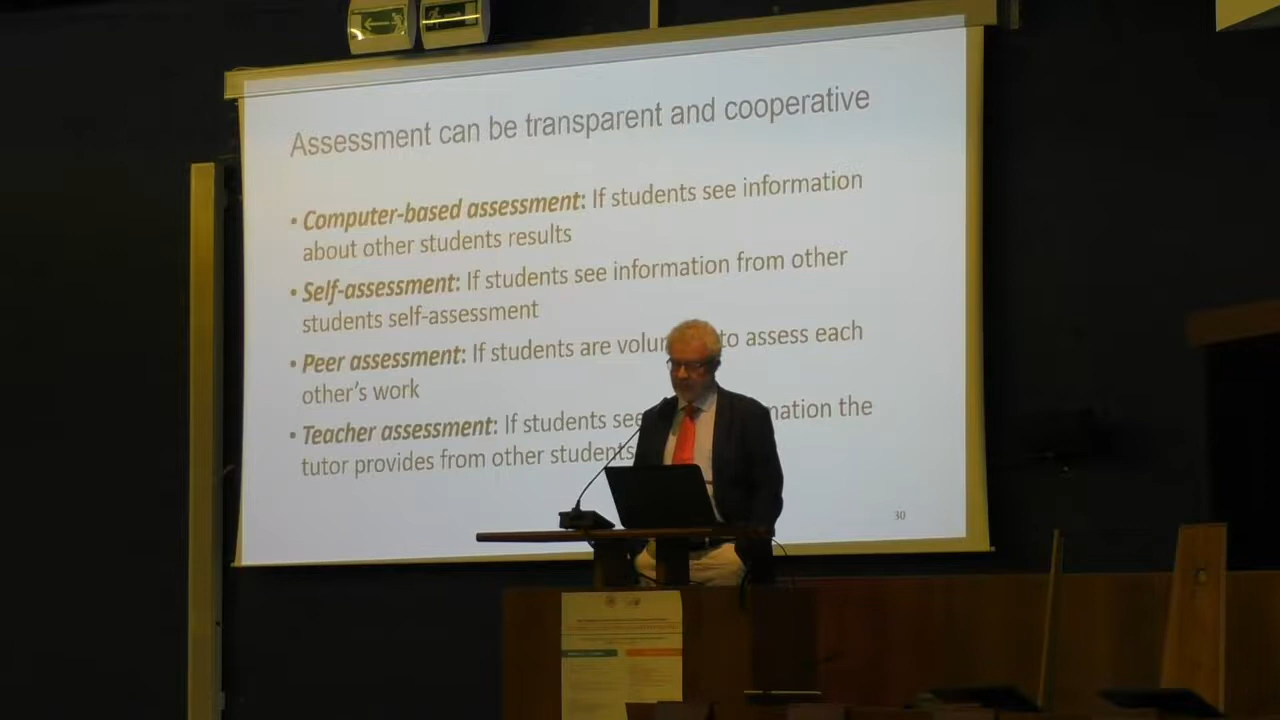 Assessment can be transparent and cooperative
• Computer-based assessment: If students see information
about other students results
• Self-assessment: If students see information from other
students self-assessment
• Peer assessment: If students are to assess each
other's work
• Teacher assessment: If students see the
tutor provides from other students
30